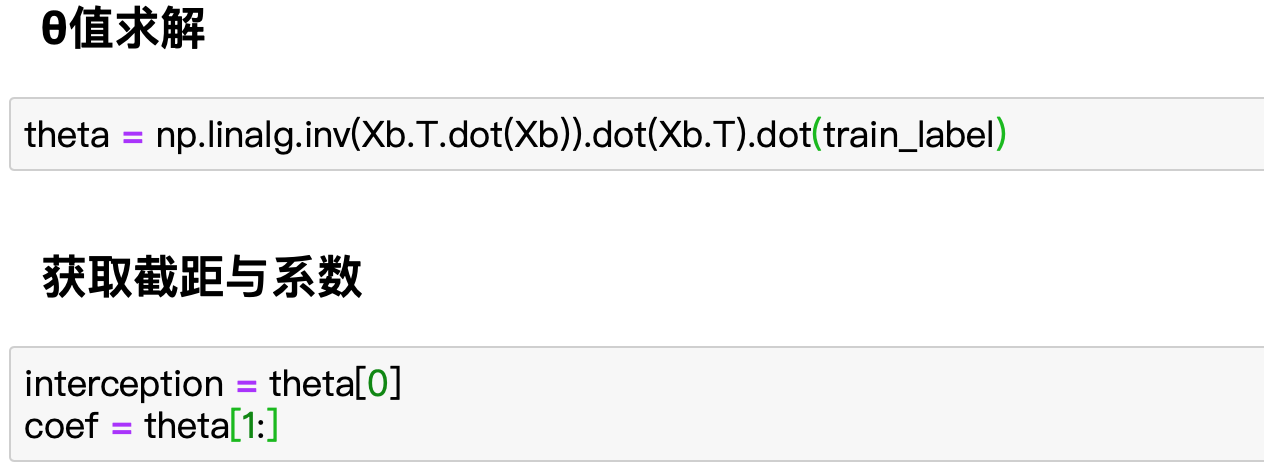 θ值求解
theta = np.linalg.inv(Xb.T.dot(Xb)).dot(Xb.T).dot(train_label)
获取截距与系数
interception = theta[0]
coef = theta[1:]